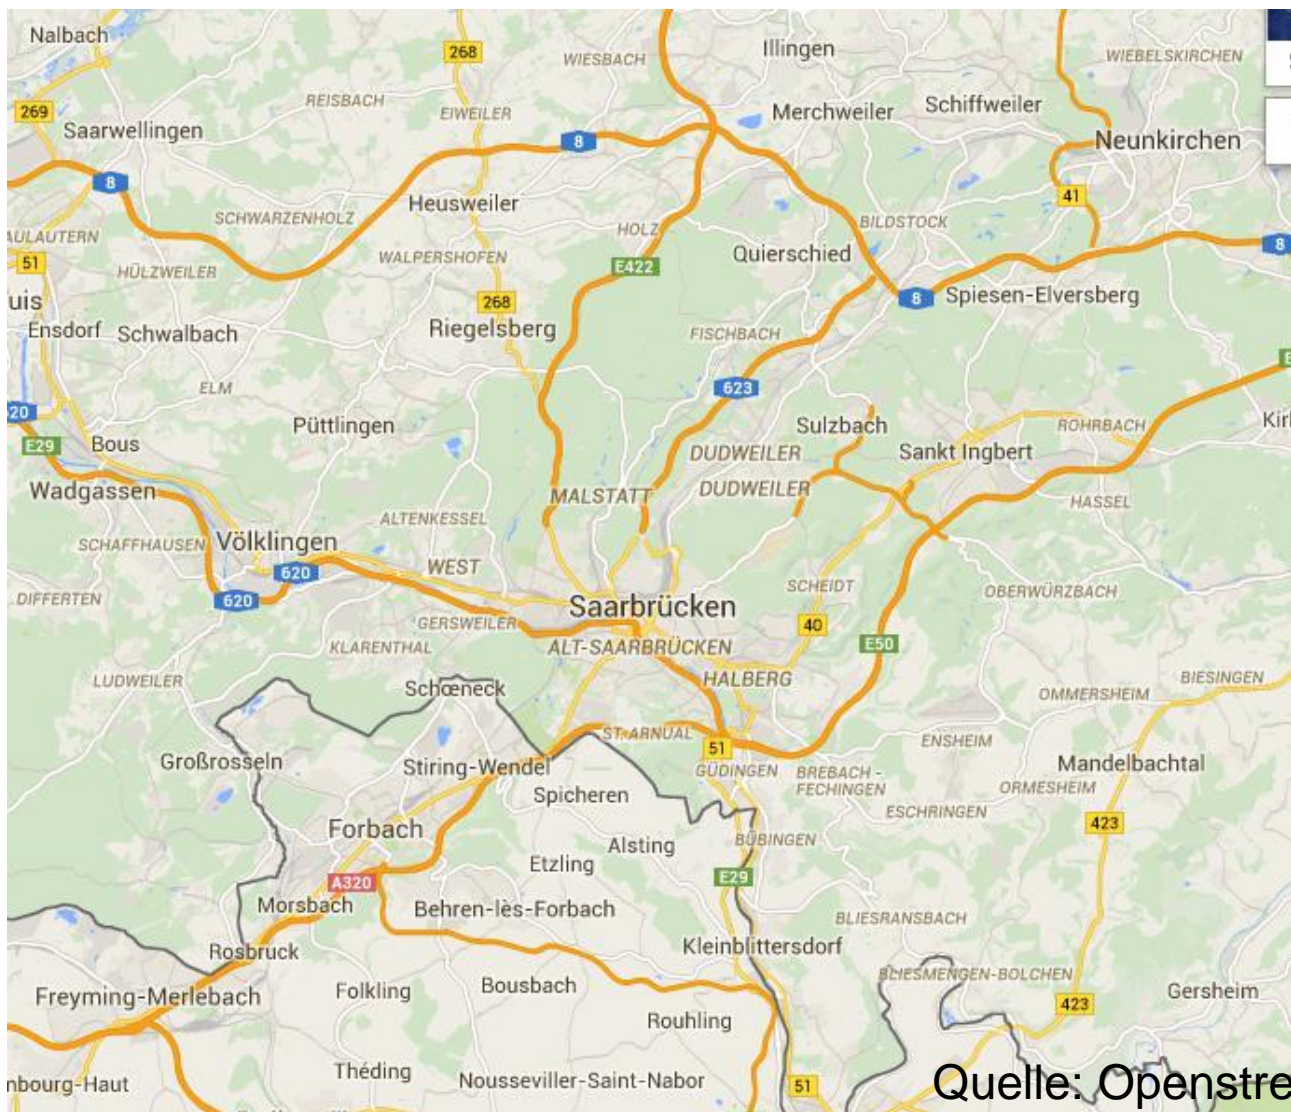 Nalbach
268
WIESBACH
Illingen
WIEBELSKIRCHEN
269
REISBACH
EIWEILER
Merchweiler
Schiffweiler
Saarwellingen
8
Neunkirchen
8
Heusweiler
41
SCHWARZENHOLZ
HOLZ
BILDSTOCK
AULAUTERN
WALPERSHOFEN
Quierschied
8
51
HÜLZWEILER
E422
uis
268
8
Spiesen-Elversberg
Ensdorf
Schwalbach
Riegelsberg
FISCHBACH
E
ELM
623
20
Püttlingen
Sulzbach
ROHRBACH
Kirl
E29
Bous
DUDWEILER
Sankt Ingbert
Wadgassen
MALSTATT
DUDWEILER
HASSEL
ALTENKESSEL
SCHAFFHAUSEN
Völklingen
WEST
620
SCHEIDT
OBERWÜRZBACH
DIFFERTEN
620
Saarbrücken
GERSWEILER
40
KLARENTHAL
ALT-SAARBRÜCKEN
E50
LUDWEILER
Schœneck
HALBERG
BIESINGEN
OMMERSHEIM
ST. ARNUAL
51
ENSHEIM
Großrosseln
Stiring-Wendel
GÜDINGEN
BREBACH -
FECHINGEN
Mandelbachtal
Spicheren
ORMESHEIM
ESCHRINGEN
Forbach
Alsting
BÜBINGEN
423
Etzling
A320
E29
Morsbach
Behren-lès-Forbach
BLIESRANSBACH
Rosbruck
Kleinblittersdorf
BLIESMENGEN-BOLCHEN
Freyming-Merlebach
Folkling
Bousbach
Gersheim
423
Rouhling
Théding
nbourg-Haut
Nousseviller-Saint-Nabor
51
Quelle: Openstre